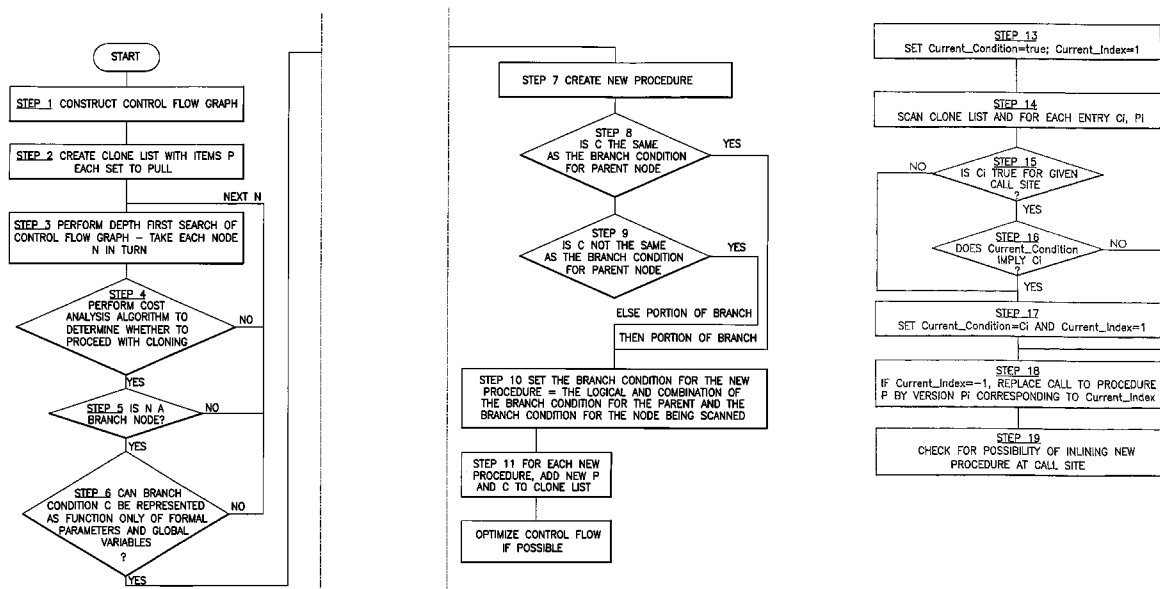 START
STEP 1 CONSTRUCT CONTROL FLOW GRAPH
STEP 2 CREATE CLONE LIST WITH ITEMS P
EACH SET TO PULL
NEXT N
STEP 3 PERFORM DEPTH FIRST SEARCH OF
CONTROL FLOW GRAPH – TAKE EACH NODE
N IN TURN
STEP 4
PERFORM COST
ANALYSIS ALGORITHM TO
DETERMINE WHETHER TO
PROCEED WITH CLONING
NO
YES
STEP 5 IS N A
BRANCH NODE?
NO
YES
STEP 6 CAN BRANCH
CONDITION C BE REPRESENTED
AS FUNCTION ONLY OF FORMAL
PARAMETERS AND GLOBAL
VARIABLES
?
NO
YES
STEP 7 CREATE NEW PROCEDURE
STEP 8
IS C THE SAME
AS THE BRANCH CONDITION
FOR PARENT NODE
YES
STEP 9
IS C NOT THE SAME
AS THE BRANCH CONDITION
FOR PARENT NODE
YES
ELSE PORTION OF BRANCH
THEN PORTION OF BRANCH
STEP 10 SET THE BRANCH CONDITION FOR THE NEW
PROCEDURE = THE LOGICAL AND COMBINATION OF
THE BRANCH CONDITION FOR THE PARENT AND THE
BRANCH CONDITION FOR THE NODE BEING SCANNED
STEP 11 FOR EACH NEW
PROCEDURE, ADD NEW P
AND C TO CLONE LIST
OPTIMIZE CONTROL FLOW
IF POSSIBLE
STEP 13
SET Current_Condition=true; Current_Index=1
STEP 14
SCAN CLONE LIST AND FOR EACH ENTRY Ci, Pi
STEP 15
IS Ci TRUE FOR GIVEN
CALL SITE
?
NO
YES
STEP 16
DOES Current_Condition
IMPLY Ci
?
NO
YES
STEP 17
SET Current_Condition=Ci AND Current_Index=1
STEP 18
IF Current_Index=-1, REPLACE CALL TO PROCEDURE
P BY VERSION Pi CORRESPONDING TO Current_Index
STEP 19
CHECK FOR POSSIBILITY OF INLINING NEW
PROCEDURE AT CALL SITE